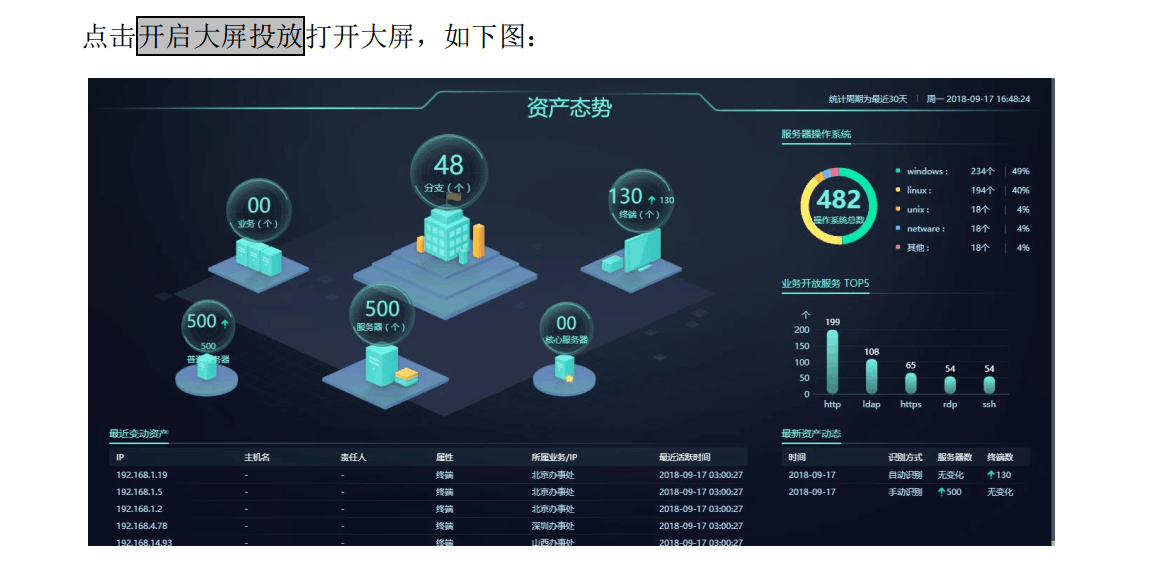 点击开启大屏投放打开大屏，如下图：
资产态势
统计周期为最近30天 | 周一 2018-09-17 16:48:24
48
分支（个）
00
业务（个）
130 130
终端（个）
500
500
普通服务器
500
服务器（个）
00
核心服务器
服务器操作系统
482
操作系统总数
windows： 234个 | 49%
linux： 194个 | 40%
unix： 18个 | 4%
netware： 18个 | 4%
其他： 18个 | 4%
业务开放服务 TOP5
个
200
150
100
50
0
199 108 65 54 54
http ldap https rdp ssh
最近变动资产
IP 主机名 责任人 属性 所属业务/IP 最近活跃时间
192.168.1.19 - - 终端 北京办事处 2018-09-17 03:00:27
192.168.1.5 - - 终端 北京办事处 2018-09-17 03:00:27
192.168.1.2 - - 终端 北京办事处 2018-09-17 03:00:27
192.168.4.78 - - 终端 深圳办事处 2018-09-17 03:00:27
192.168.14.93 - - 终端 山西办事处 2018-09-17 03:00:27
最新资产动态
时间 识别方式 服务器数 终端数
2018-09-17 自动识别 无变化 130
2018-09-17 手动识别 500 无变化